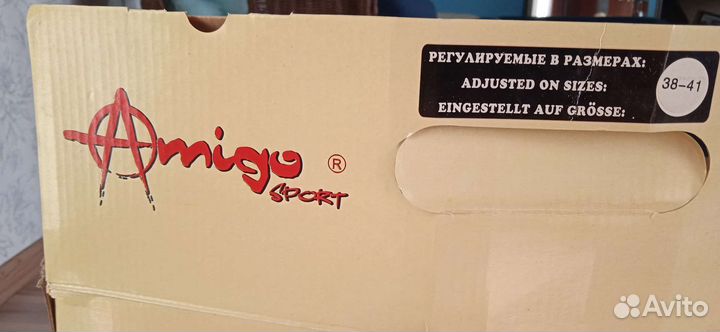 Amigo ®
SPORT
РЕГУЛИРУЕМЫЕ В РАЗМЕРАХ:
ADJUSTED ON SIZES:
EINGESTELLT AUF GRÖSSE:
38-41
Avito